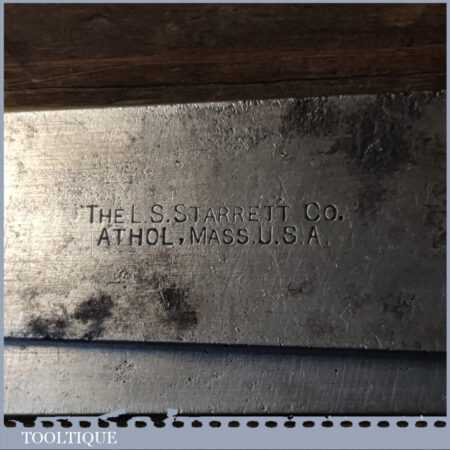 THE L.S. STARRETT CO.
ATHOL, MASS. U.S.A.
TOOLTIQUE